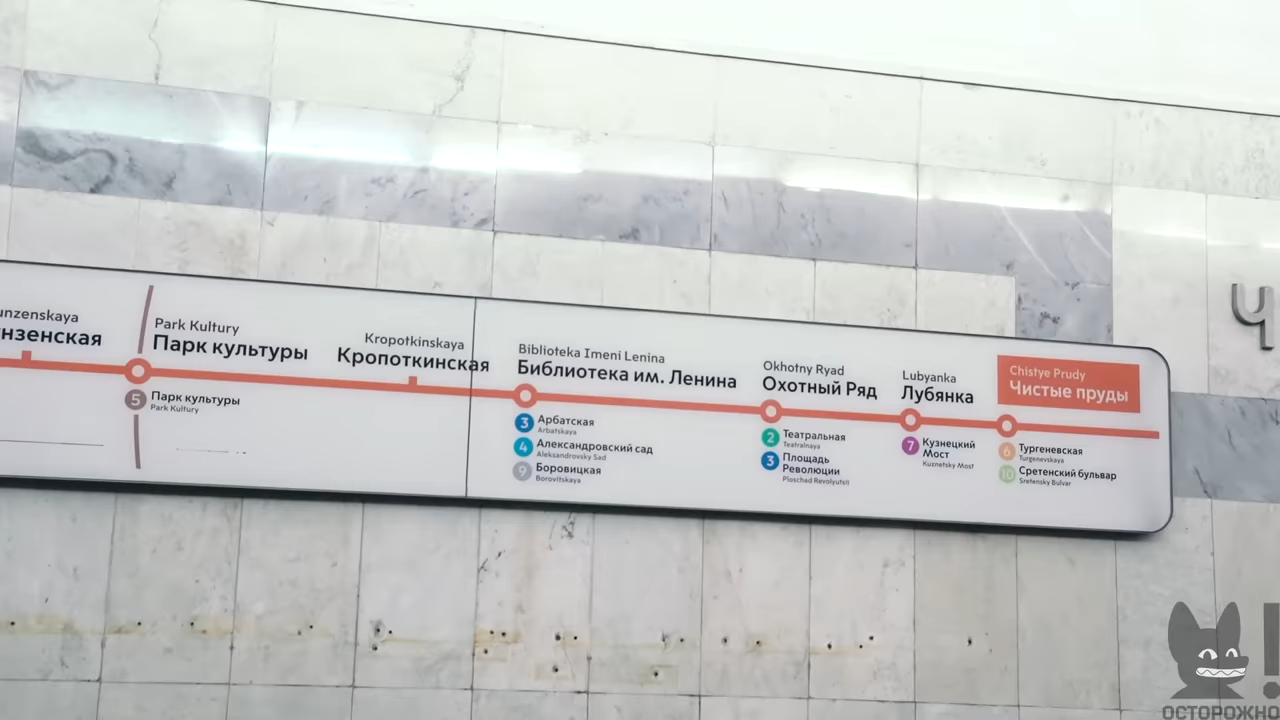 unzenskaya
нзенская
Park Kultury
Парк культуры
5 Парк культуры
Park Kultury
Kropotkinskaya
Кропоткинская
Biblioteka Imeni Lenina
Библиотека им. Ленина
3 Арбатская
Arbatskaya
4 Александровский сад
Aleksandrovsky Sad
9 Боровицкая
Borovitskaya
Okhotny Ryad
Охотный Ряд
2 Театральная
Teatralnaya
3 Площадь
Революции
Ploschad Revolyutsii
Lubyanka
Лубянка
7 Кузнецкий
Мост
Kuznetsky Most
Chistye Prudy
Чистые пруды
6 Тургеневская
Turgenevskaya
10 Сретенский бульвар
Sretensky Bulvar
Ч
ОСТОРОЖНО